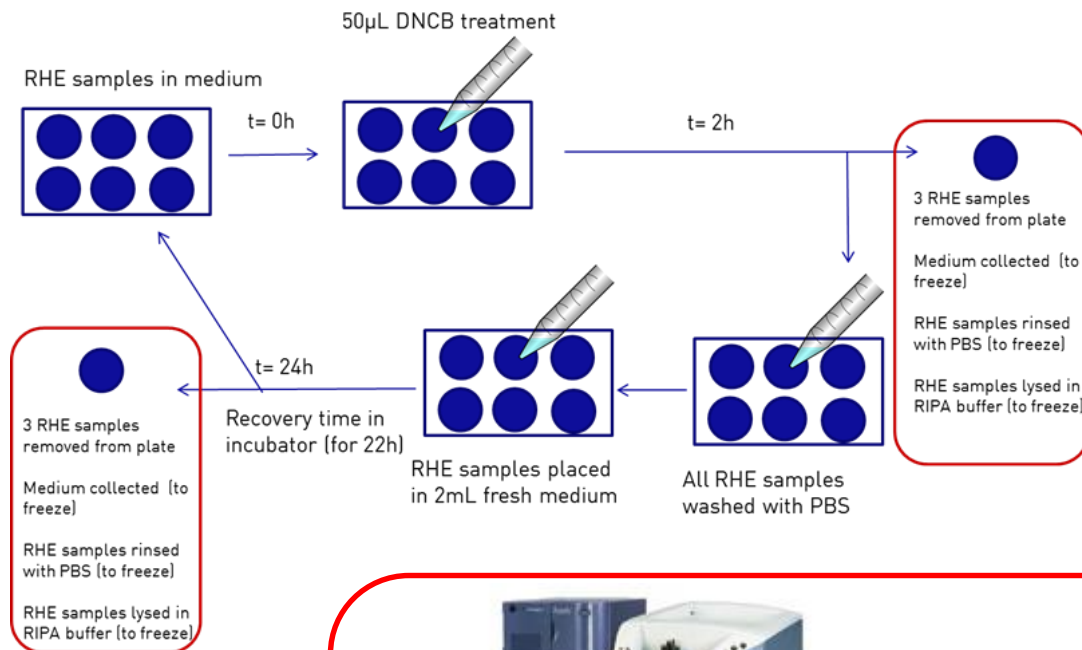 50µL DNCB treatment
RHE samples in medium
t= 0h
t= 2h
3 RHE samples
removed from plate
Medium collected (to
freeze)
RHE samples rinsed
with PBS (to freeze)
RHE samples lysed in
RIPA buffer (to freeze)
t= 24h
Recovery time in
incubator (for 22h)
RHE samples placed
in 2mL fresh medium
All RHE samples
washed with PBS
3 RHE samples
removed from plate
Medium collected (to
freeze)
RHE samples rinsed
with PBS (to freeze)
RHE samples lysed in
RIPA buffer (to freeze)